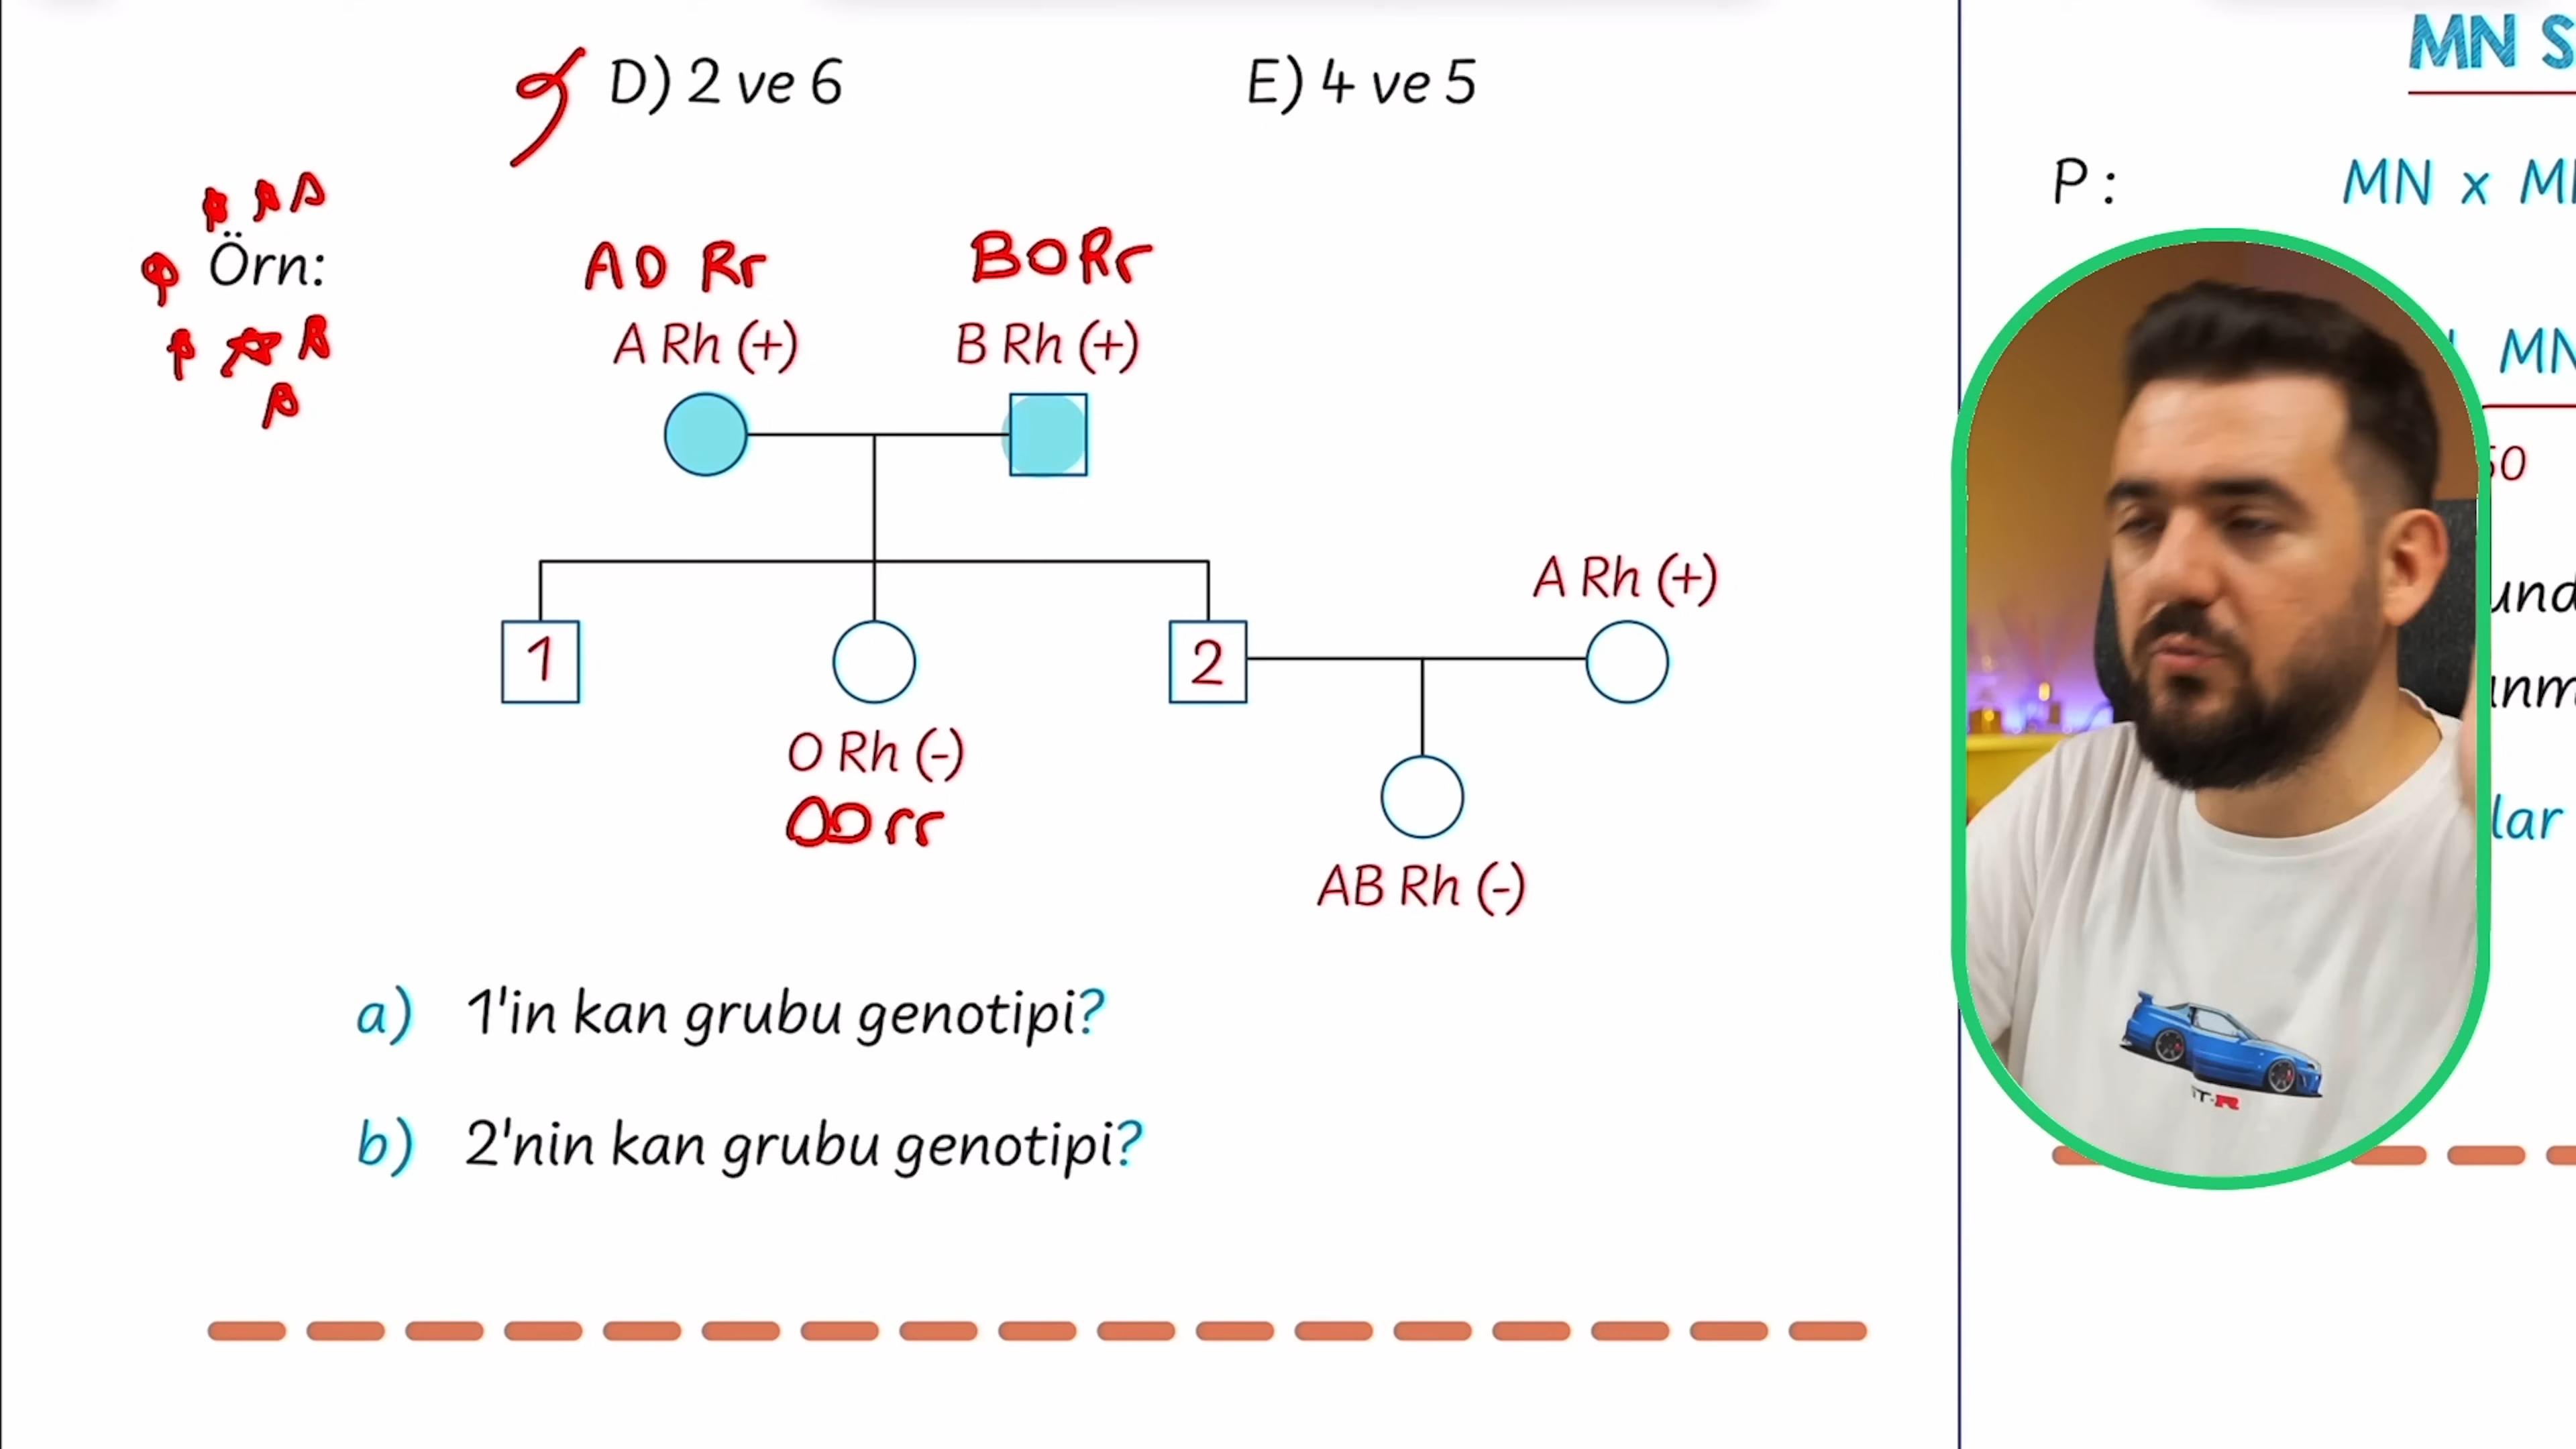 D) 2 ve 6
E) 4 ve 5
Örn:
AO Rr
BORr
A Rh (+)
B Rh (+)
A Rh (+)
1
2
O Rh (-)
OOrr
AB Rh (-)
a) 1'in kan grubu genotipi?
b) 2'nin kan grubu genotipi?
MN S
P :
MN x M
MN
lar